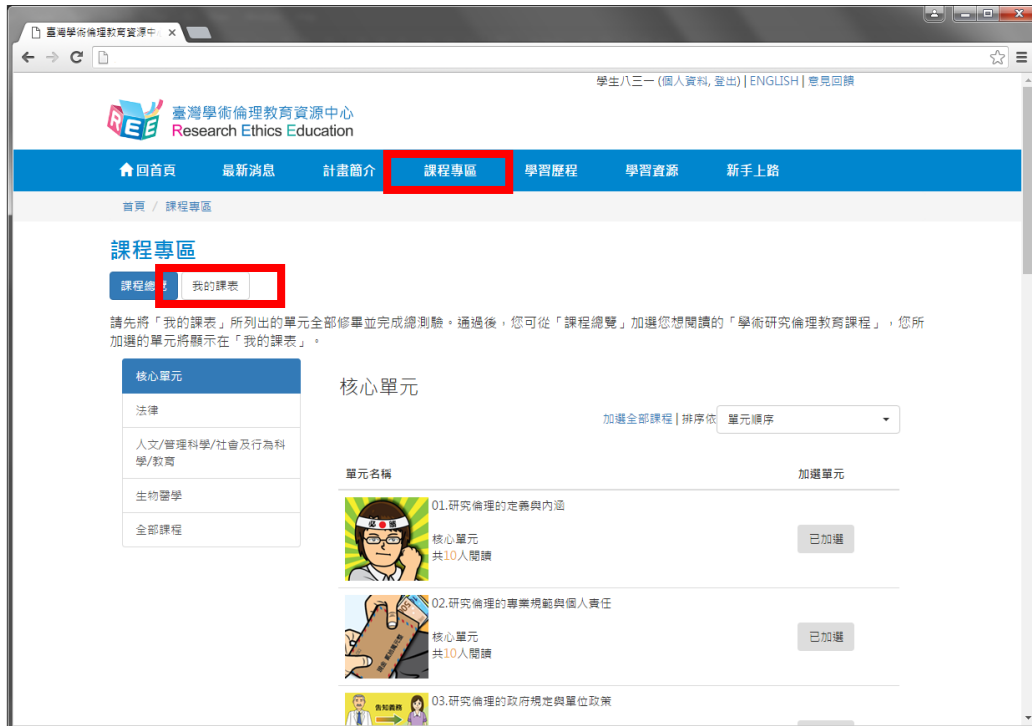 臺灣學術倫理教育資源中
學生八三一 (個人資料, 登出) | ENGLISH | 意見回饋
REE
臺灣學術倫理教育資源中心
Research Ethics Education
回首頁 最新消息 計畫簡介 課程專區 學習歷程 學習資源 新手上路
首頁 / 課程專區
課程專區
課程總覽 我的課表
請先將「我的課表」所列出的單元全部修畢並完成總測驗。通過後,您可從「課程總覽」加選您想閱讀的「學術研究倫理教育課程」,您所
加選的單元將顯示在「我的課表」。
核心單元
法律
人文/管理科學/社會及行為科
學/教育
生物醫學
全部課程
核心單元
加選全部課程 | 排序依 單元順序
單元名稱 加選單元
必勝
01.研究倫理的定義與內涵
核心單元
共10人閱讀
已加選
02.研究倫理的專業規範與個人責任
核心單元
共10人閱讀
已加選
告知義務
03.研究倫理的政府規定與單位政策